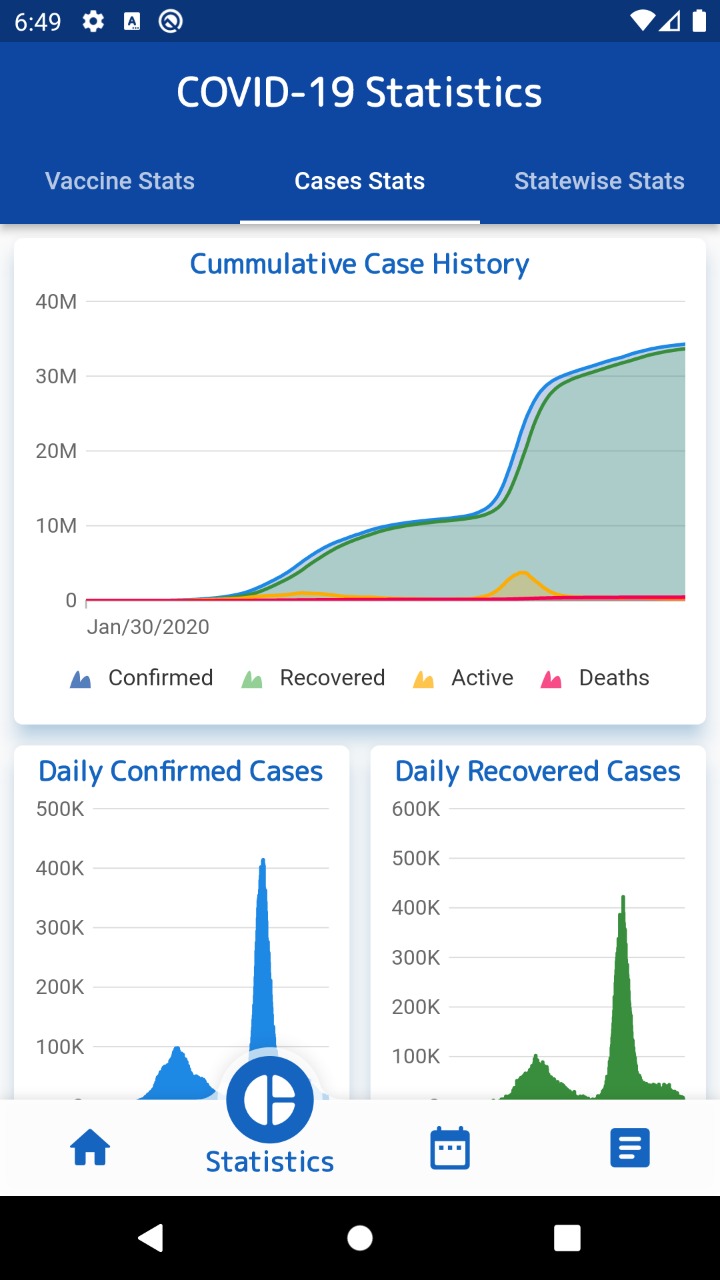 6:49
COVID-19 Statistics
Vaccine Stats
Cases Stats
Statewise Stats
Cummulative Case History
40M
30M
20M
10M
0
Jan/30/2020
Confirmed
Recovered
Active
Deaths
Daily Confirmed Cases
500K
400K
300K
200K
100K
Daily Recovered Cases
600K
500K
400K
300K
200K
100K
Statistics